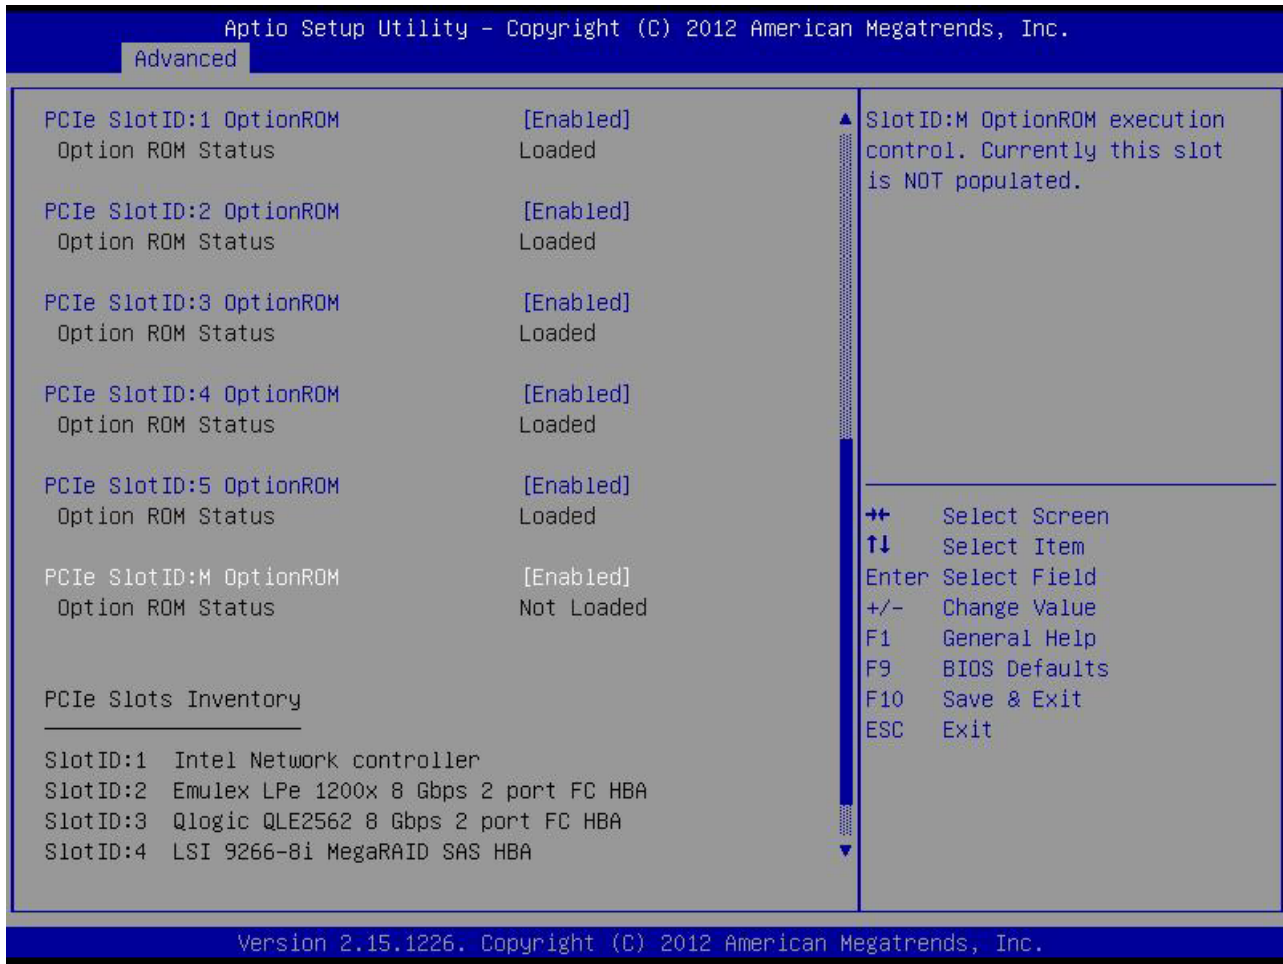 Aptio Setup Utility – Copyright (C) 2012 American Megatrends, Inc.
Advanced
PCIe SlotID:1 OptionROM [Enabled]
Option ROM Status Loaded
PCIe SlotID:2 OptionROM [Enabled]
Option ROM Status Loaded
PCIe SlotID:3 OptionROM [Enabled]
Option ROM Status Loaded
PCIe SlotID:4 OptionROM [Enabled]
Option ROM Status Loaded
PCIe SlotID:5 OptionROM [Enabled]
Option ROM Status Loaded
PCIe SlotID:M OptionROM [Enabled]
Option ROM Status Not Loaded
PCIe Slots Inventory
SlotID:1 Intel Network controller
SlotID:2 Emulex LPe 1200x 8 Gbps 2 port FC HBA
SlotID:3 Qlogic QLE2562 8 Gbps 2 port FC HBA
SlotID:4 LSI 9266-8i MegaRAID SAS HBA
SlotID:M OptionROM execution
control. Currently this slot
is NOT populated.
→← Select Screen
↑↓ Select Item
Enter Select Field
+/- Change Value
F1 General Help
F9 BIOS Defaults
F10 Save & Exit
ESC Exit
Version 2.15.1226. Copyright (C) 2012 American Megatrends, Inc.